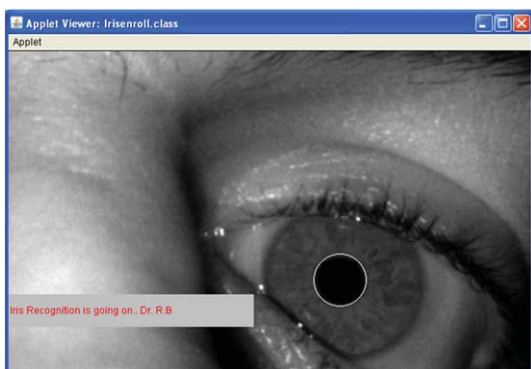 Applet Viewer: Irisenroll.class
Applet
Iris Recognition is going on.. Dr. R.B